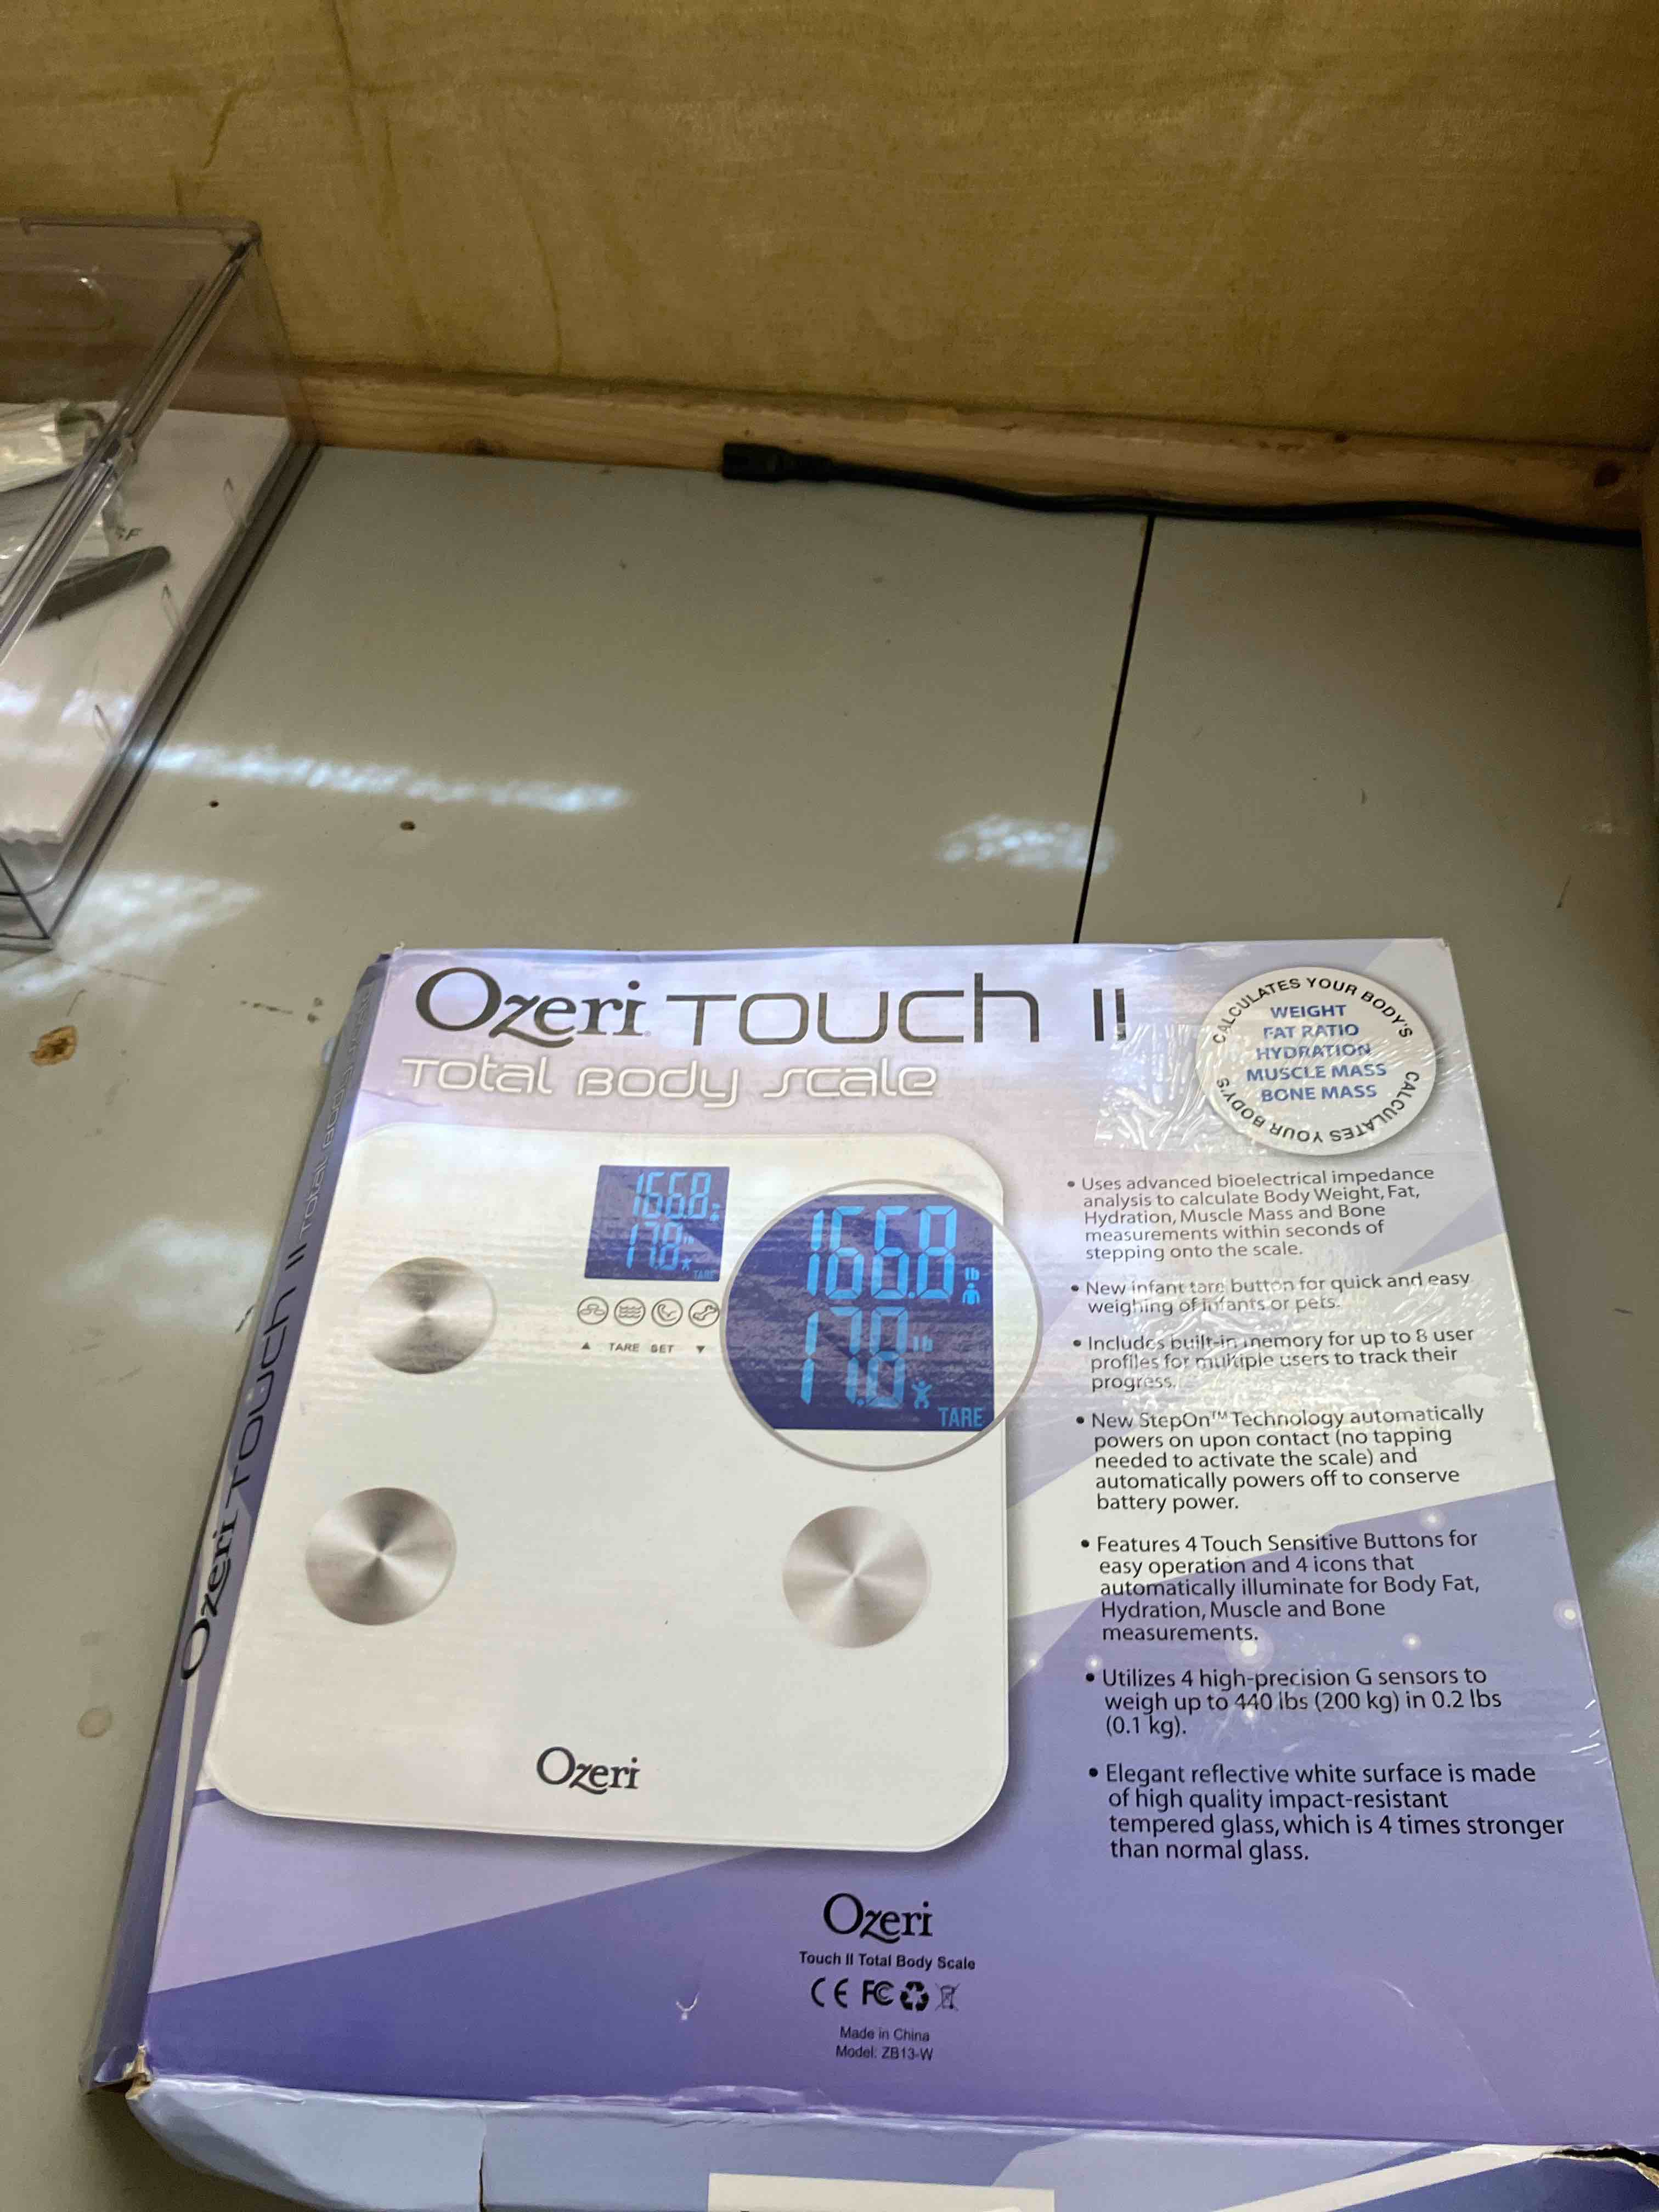 Ozeri TOUCH II
TOTAL BODY SCALE
CALCULATES YOUR BODY'S
WEIGHT
FAT RATIO
HYDRATION
MUSCLE MASS
BONE MASS
CALCULATES YOUR BODY'S
166.8 lb
17.8 lb
TARE
166.8 lb
17.8 lb
TARE
▲ TARE SET ▼
• Uses advanced bioelectrical impedance
analysis to calculate Body Weight, Fat,
Hydration, Muscle Mass and Bone
measurements within seconds of
stepping onto the scale.
• New infant tare button for quick and easy
weighing of infants or pets.
• Includes built-in memory for up to 8 user
profiles for multiple users to track their
progress.
• New StepOn™ Technology automatically
powers on upon contact (no tapping
needed to activate the scale) and
automatically powers off to conserve
battery power.
• Features 4 Touch Sensitive Buttons for
easy operation and 4 icons that
automatically illuminate for Body Fat,
Hydration, Muscle and Bone
measurements.
• Utilizes 4 high-precision G sensors to
weigh up to 440 lbs (200 kg) in 0.2 lbs
(0.1 kg).
• Elegant reflective white surface is made
of high quality impact-resistant
tempered glass, which is 4 times stronger
than normal glass.
Ozeri
Ozeri
Touch II Total Body Scale
CE FC
Made in China
Model: ZB13-W
Ozeri TOUCH II TOTAL BODY SCALE